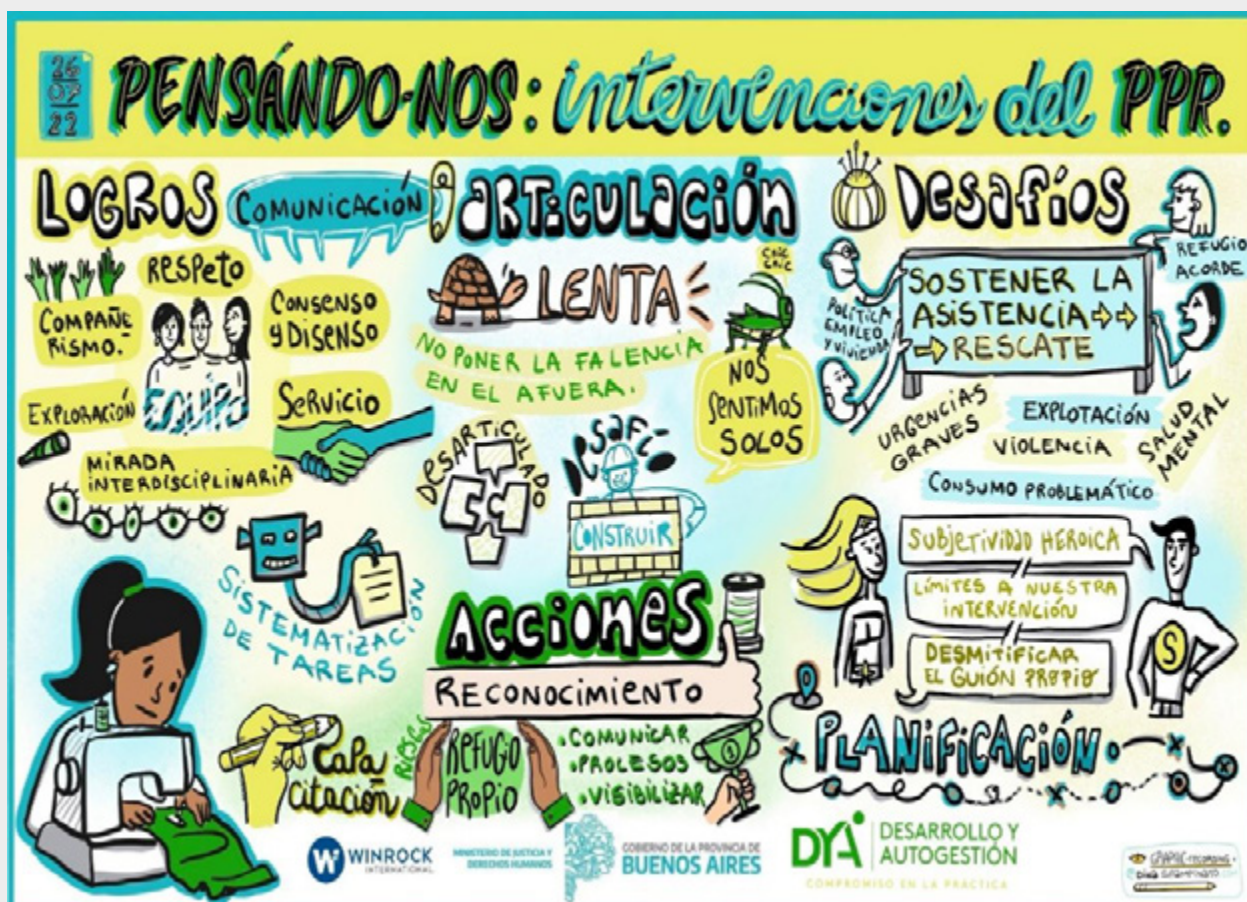 26
07
22
PENSÁNDO-NOS: intervenciones del PPR.
LOGROS
COMUNICACIÓN
RESPETO
COMPAÑE
RISMO.
CONSENSO
Y DISENSO
EQUIPO
EXPLORACIÓN
SERVICIO
MIRADA
INTERDISCIPLINARIA
SISTEMATIZACIÓN
DE TAREAS
CAPA
CITACIÓN
ARTICULACIÓN
LENTA
CRIC
CRIC
NO PONER LA FALENCIA
EN EL AFUERA.
NOS
SENTIMOS
SOLOS
DESARTICULADO
DESAFÍO
CONSTRUIR
ACCIONES
RECONOCIMIENTO
REFUGO
PROPIO
•COMUNICAR
•PROCESOS
•VISIBILIZAR
DESAFÍOS
REFUGIO
ACORDE
POLÍTICA
EMPLEO
Y VIVIENDA
SOSTENER LA
ASISTENCIA⇨⇨
⇨RESCATE
URGENCIAS
GRAVES
EXPLOTACIÓN
VIOLENCIA
SALUD
MENTAL
CONSUMO PROBLEMÁTICO
SUBJETIVIDAD HEROICA
LÍMITES A NUESTRA
INTERVENCIÓN
DESMITIFICAR
EL GUIÓN PROPIO
S
PLANIFICACIÓN.
W
WINROCK
INTERNATIONAL
MINISTERIO DE JUSTICIA Y
DERECHOS HUMANOS
GOBIERNO DE LA PROVINCIA DE
BUENOS AIRES
DYA
DESARROLLO Y
AUTOGESTIÓN
COMPROMISO EN LA PRÁCTICA
GRAPHIC-recording